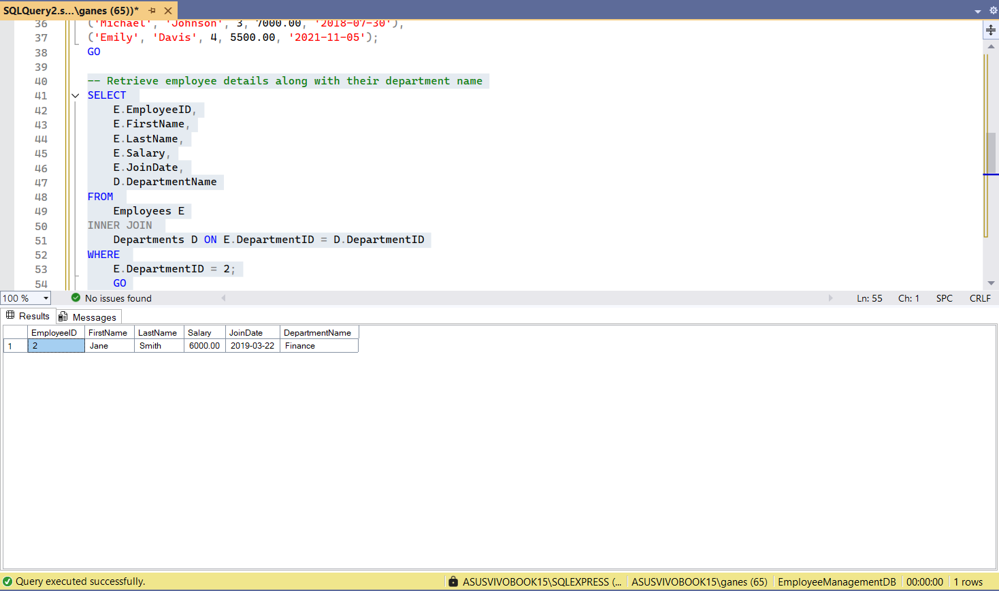 SQLQuery2.s...\ganes (65))*
36 ('Michael', 'Johnson', 3, 7000.00, '2018-07-30'),
37 ('Emily', 'Davis', 4, 5500.00, '2021-11-05');
38 GO
39
40 -- Retrieve employee details along with their department name
41 SELECT
42 E.EmployeeID,
43 E.FirstName,
44 E.LastName,
45 E.Salary,
46 E.JoinDate,
47 D.DepartmentName
48 FROM
49 Employees E
50 INNER JOIN
51 Departments D ON E.DepartmentID = D.DepartmentID
52 WHERE
53 E.DepartmentID = 2;
54 GO
100 % No issues found Ln: 55 Ch: 1 SPC CRLF
Results Messages
EmployeeID FirstName LastName Salary JoinDate DepartmentName
1 2 Jane Smith 6000.00 2019-03-22 Finance
Query executed successfully. ASUSVIVOBOOK15\SQLEXPRESS (... ASUSVIVOBOOK15\ganes (65) EmployeeManagementDB 00:00:00 1 rows